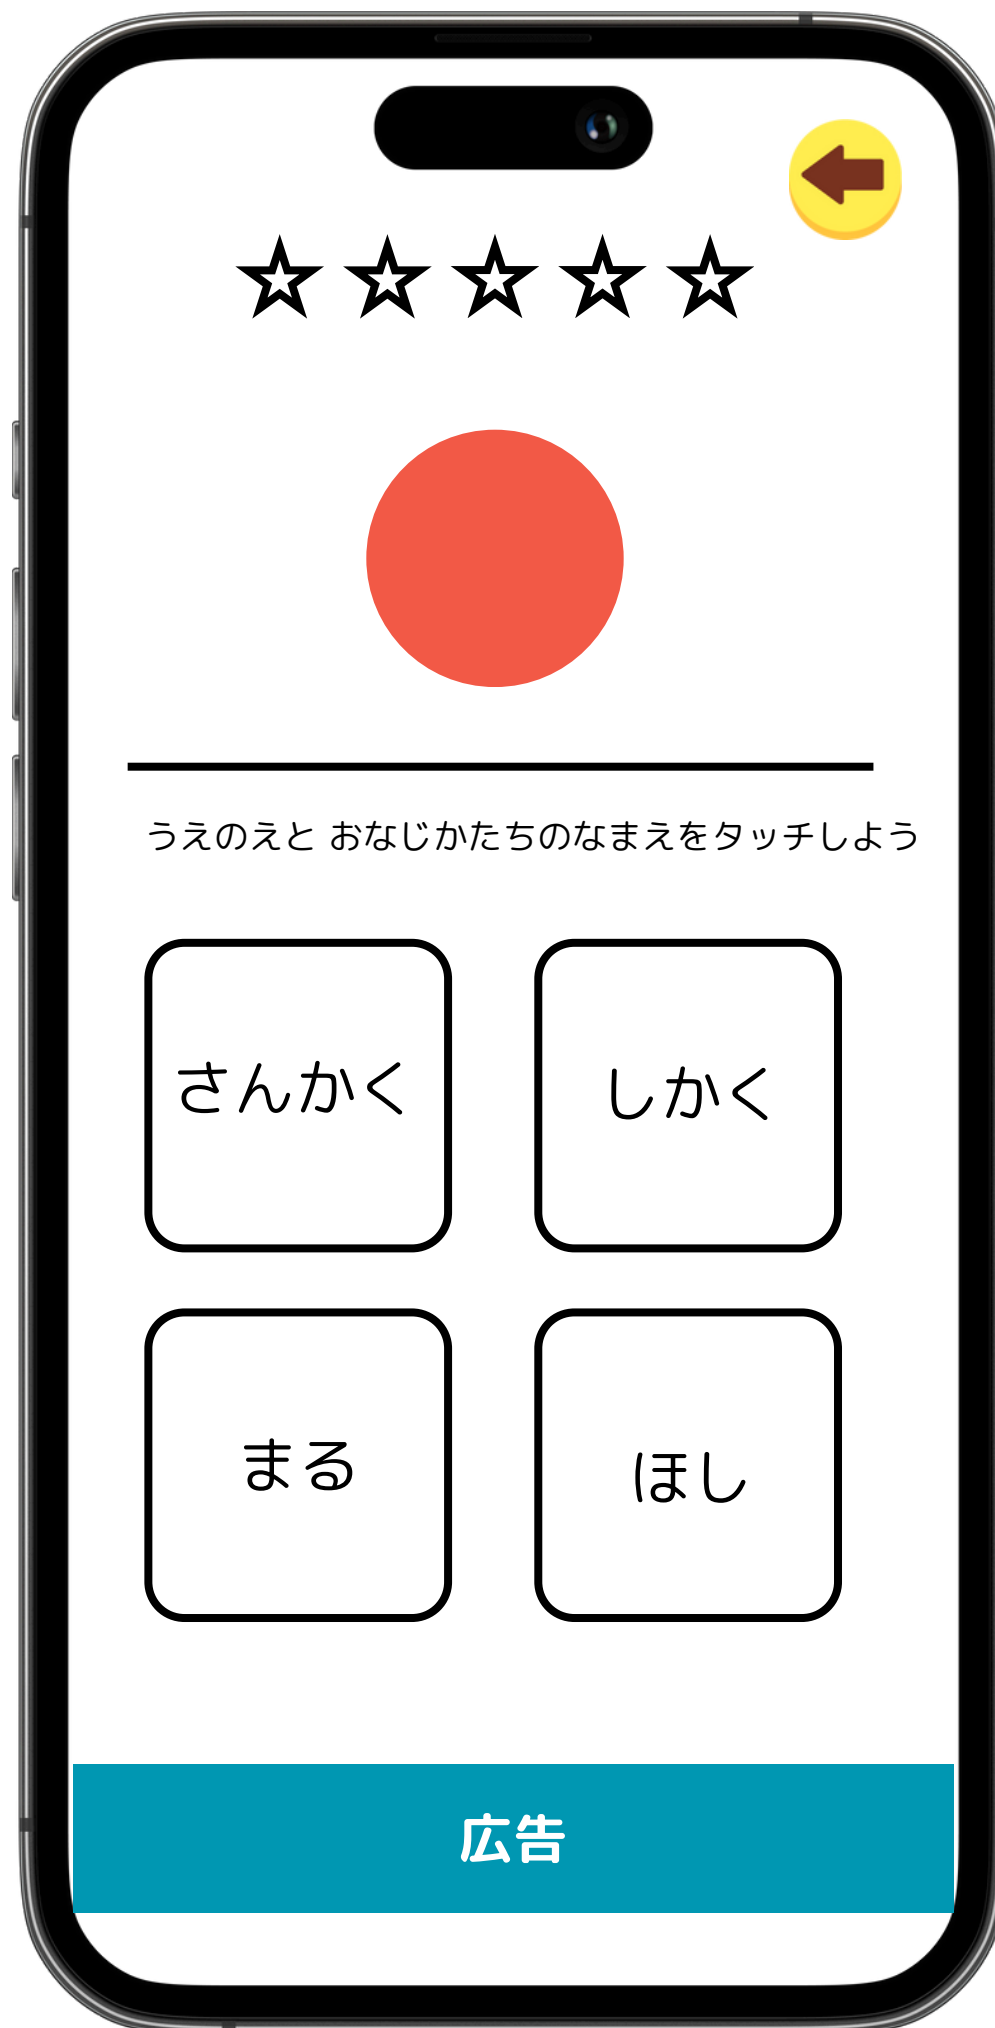 うえのえと おなじかたちのなまえをタッチしよう
さんかく
しかく
まる
ほし
広告